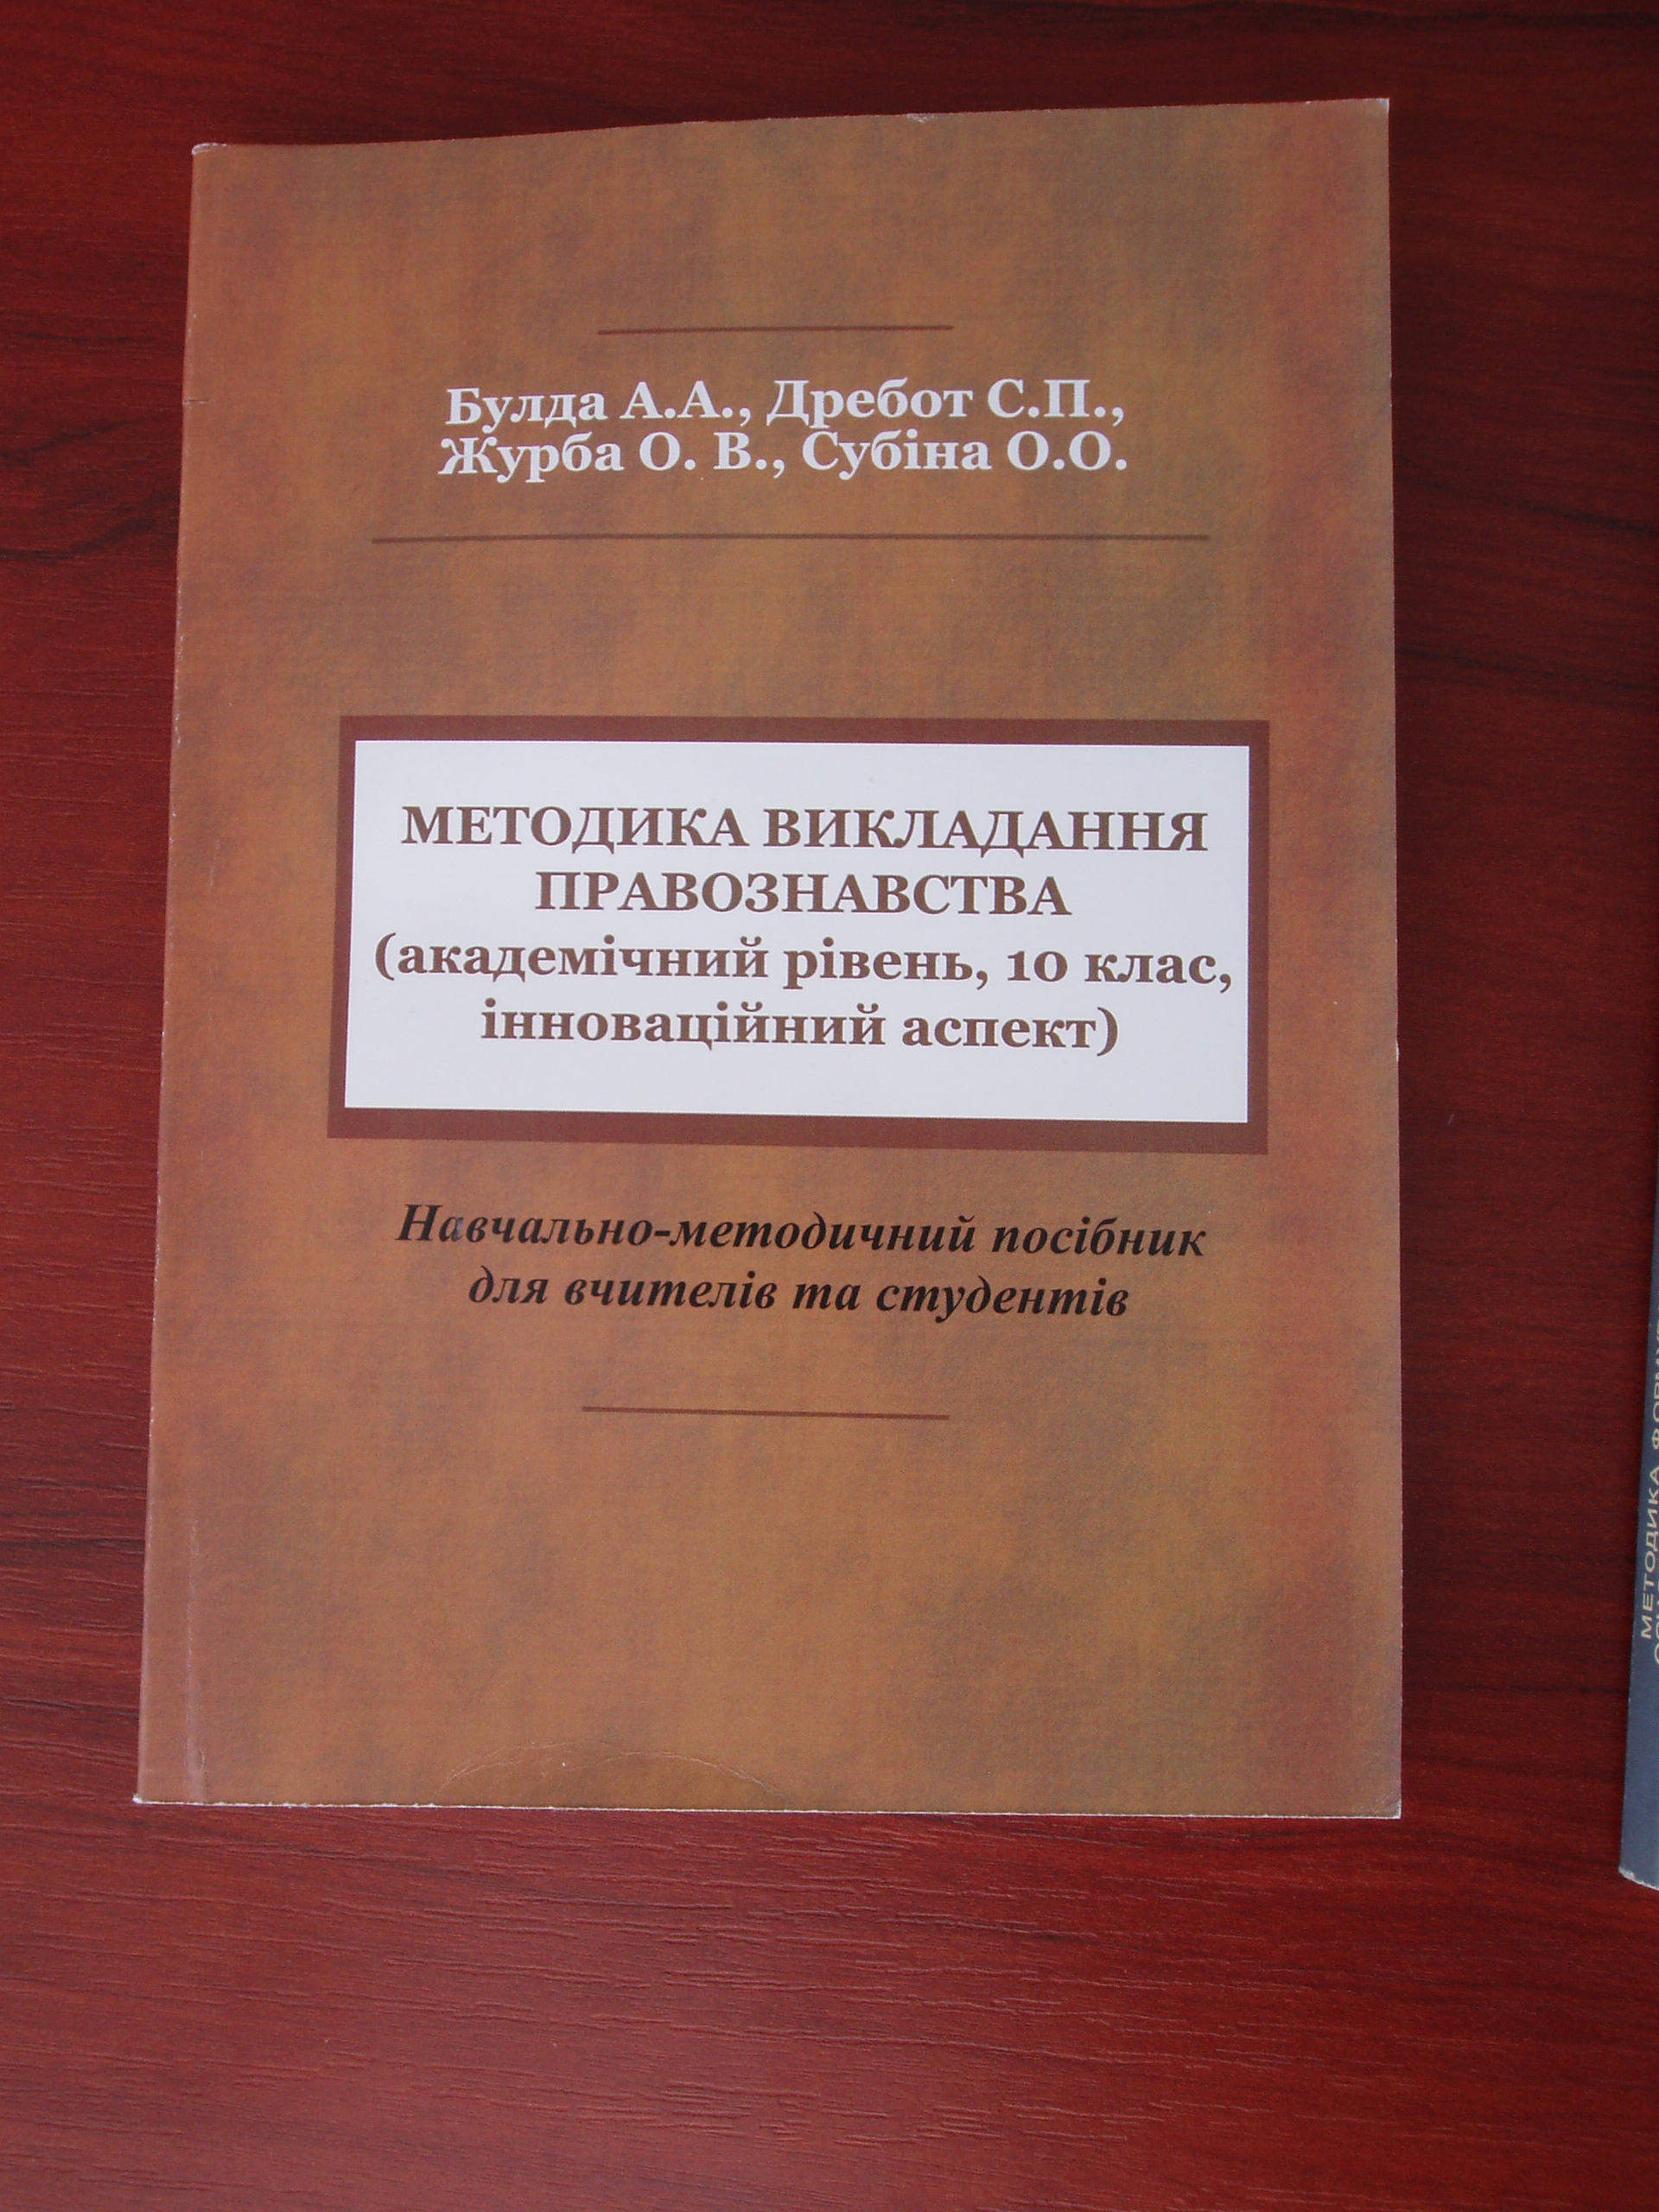 Булда А.А., Дребот С.П.,
Журба О. В., Субіна О.О.
МЕТОДИКА ВИКЛАДАННЯ
ПРАВОЗНАВСТВА
(академічний рівень, 10 клас,
інноваційний аспект)
Навчально-методичний посібник
для вчителів та студентів
МЕТОДИКА